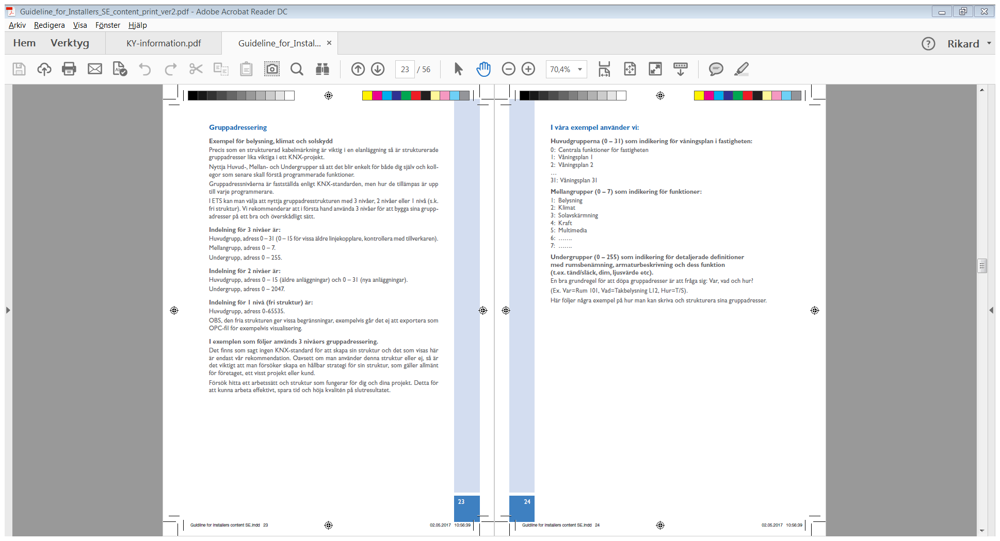 Guideline_for_Installers_SE_content_print_ver2.pdf - Adobe Acrobat Reader DC
Arkiv Redigera Visa Fönster Hjälp
Hem Verktyg KY-information.pdf Guideline_for_Instal... × ? Rikard
23 / 56 70,4%
Gruppadressering
Exempel för belysning, klimat och solskydd
Precis som en strukturerad kabelmärkning är viktig i en elanläggning så är strukturerade
gruppadresser lika viktiga i ett KNX-projekt.
Nyttja Huvud-, Mellan- och Undergrupper så att det blir enkelt för både dig själv och koll-
egor som senare skall förstå programmerade funktioner.
Gruppadressnivåerna är fastställda enligt KNX-standarden, men hur de tillämpas är upp
till varje programmerare.
I ETS kan man välja att nyttja gruppadresstrukturen med 3 nivåer, 2 nivåer eller 1 nivå (s.k.
fri struktur). Vi rekommenderar att i första hand använda 3 nivåer för att bygga sina grupp-
adresser på ett bra och överskådligt sätt.
Indelning för 3 nivåer är:
Huvudgrupp, adress 0 – 31 (0 – 15 för vissa äldre linjekopplare, kontrollera med tillverkaren).
Mellangrupp, adress 0 – 7.
Undergrupp, adress 0 – 255.
Indelning för 2 nivåer är:
Huvudgrupp, adress 0 – 15 (äldre anläggningar) och 0 – 31 (nya anläggningar).
Undergrupp, adress 0 – 2047.
Indelning för 1 nivå (fri struktur) är:
Huvudgrupp, adress 0-65535.
OBS, den fria strukturen ger vissa begränsningar, exempelvis går det ej att exportera som
OPC-fil för exempelvis visualisering.
I exemplen som följer används 3 nivåers gruppadressering.
Det finns som sagt ingen KNX-standard för att skapa sin struktur och det som visas här
är endast vår rekommendation. Oavsett om man använder denna struktur eller ej, så är
det viktigt att man försöker skapa en hållbar strategi för sin struktur, som gäller allmänt
för företaget, ett visst projekt eller kund.
Försök hitta ett arbetssätt och struktur som fungerar för dig och dina projekt. Detta för
att kunna arbeta effektivt, spara tid och höja kvalitén på slutresultatet.
23
Guidline for Installers content SE.indd 23 02.05.2017 10:56:39
I våra exempel använder vi:
Huvudgrupperna (0 – 31) som indikering för våningsplan i fastigheten:
0: Centrala funktioner för fastigheten
1: Våningsplan 1
2: Våningsplan 2
...
31: Våningsplan 31
Mellangrupper (0 – 7) som indikering för funktioner:
1: Belysning
2: Klimat
3: Solavskärmning
4: Kraft
5: Multimedia
6: .......
7: .......
Undergrupper (0 – 255) som indikering för detaljerade definitioner
med rumsbenämning, armaturbeskrivning och dess funktion
(t.ex. tänd/släck, dim, ljusvärde etc).
En bra grundregel för att döpa gruppadresser är att fråga sig: Var, vad och hur?
(Ex. Var=Rum 101, Vad=Takbelysning L12, Hur=T/S).
Här följer några exempel på hur man kan skriva och strukturera sina gruppadresser.
24
Guidline for Installers content SE.indd 24 02.05.2017 10:56:39